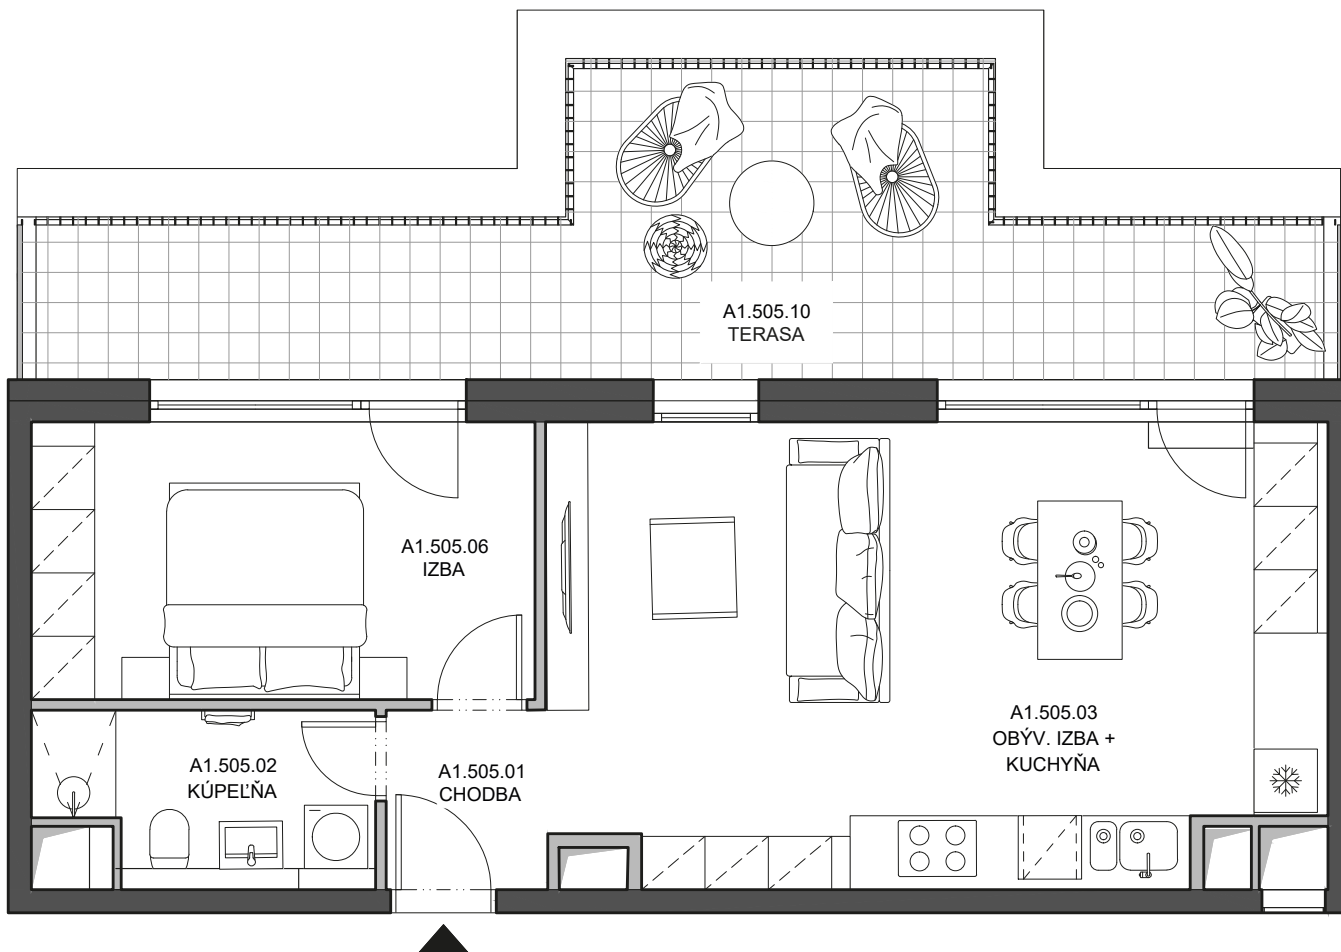 A1.505.10
TERASA
A1.505.06
IZBA
A1.505.03
OBÝV. IZBA +
KUCHYŇA
A1.505.02
KÚPEĽŇA
A1.505.01
CHODBA